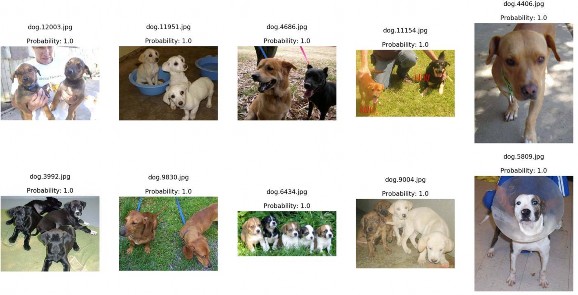 dog.12003.jpg
Probability: 1.0
dog.11951.jpg
Probability: 1.0
dog.4686.jpg
Probability: 1.0
dog.11154.jpg
Probability: 1.0
dog.4406.jpg
Probability: 1.0
dog.3992.jpg
Probability: 1.0
dog.9830.jpg
Probability: 1.0
dog.6434.jpg
Probability: 1.0
dog.9004.jpg
Probability: 1.0
dog.5809.jpg
Probability: 1.0